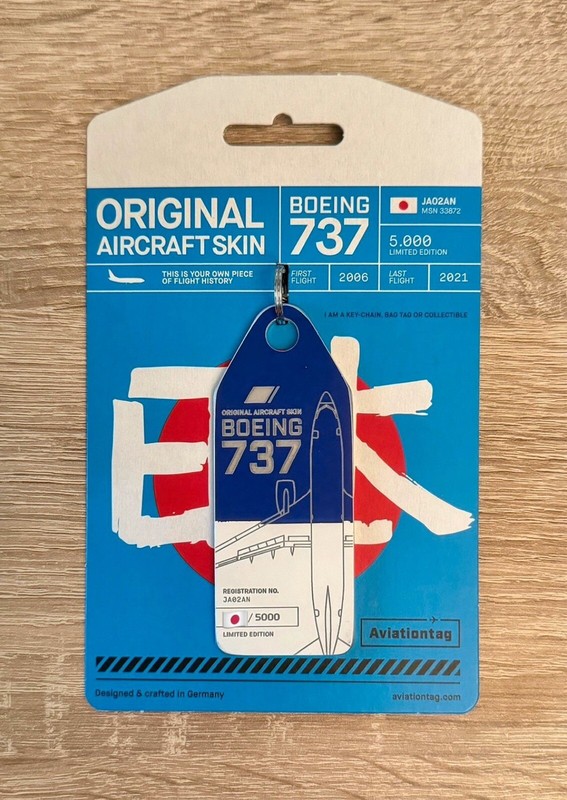 ORIGINAL
AIRCRAFT SKIN
BOEING
737
JA02AN
MSN 33872
5.000
LIMITED EDITION
THIS IS YOUR OWN PIECE
OF FLIGHT HISTORY
FIRST
FLIGHT
2006
LAST
FLIGHT
2021
I AM A KEY-CHAIN, BAG TAG OR COLLECTIBLE
ORIGINAL AIRCRAFT SKIN
BOEING
737
REGISTRATION NO.
JA02AN
/ 5000
LIMITED EDITION
Aviationtag
Designed & crafted in Germany
aviationtag.com